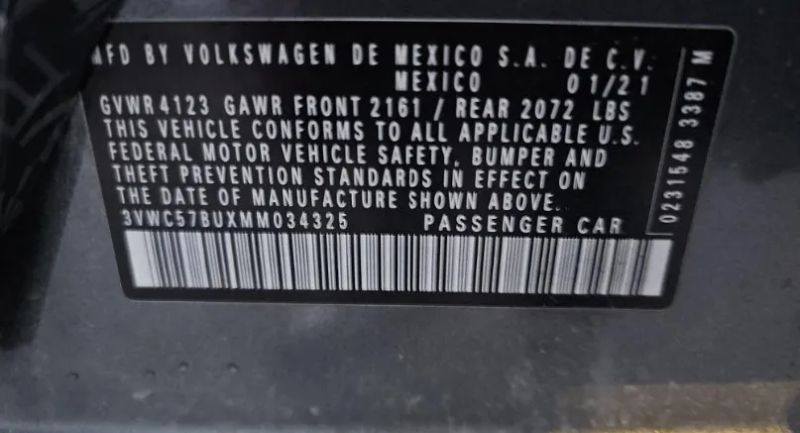 MFD BY VOLKSWAGEN DE MEXICO S.A. DE C.V.
MEXICO 01/21
GVWR 4123 GAWR FRONT 2161 / REAR 2072 LBS
THIS VEHICLE CONFORMS TO ALL APPLICABLE U.S.
FEDERAL MOTOR VEHICLE SAFETY, BUMPER AND
THEFT PREVENTION STANDARDS IN EFFECT ON
THE DATE OF MANUFACTURE SHOWN ABOVE.
3VWC57BUXMM034325 PASSENGER CAR
0231548 3387 M